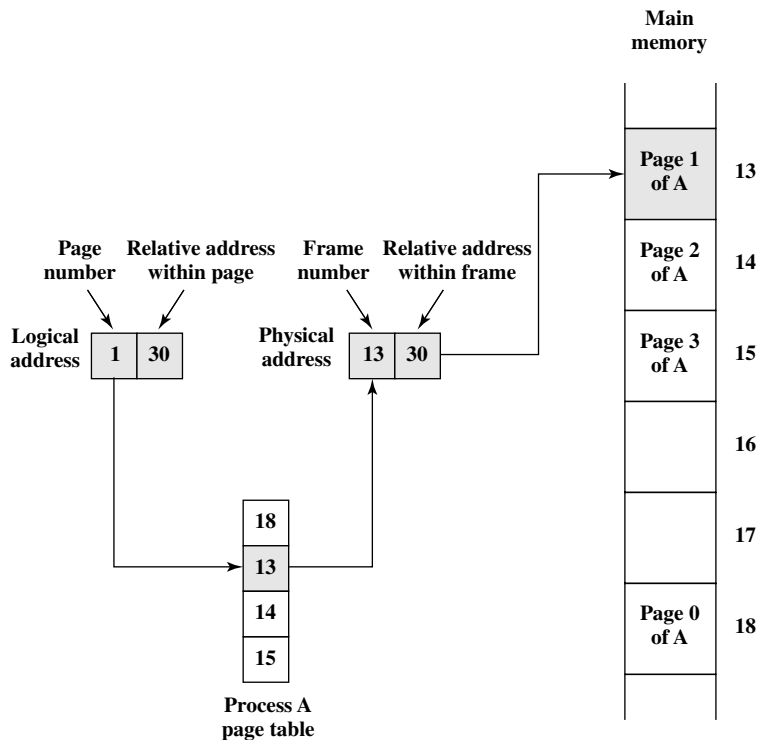 Main
memory
Page 1
of A
13
Page 2
of A
14
Page 3
of A
15
16
17
Page 0
of A
18
Page
number
Relative address
within page
Frame
number
Relative address
within frame
Logical
address
1
30
Physical
address
13
30
18
13
14
15
Process A
page table